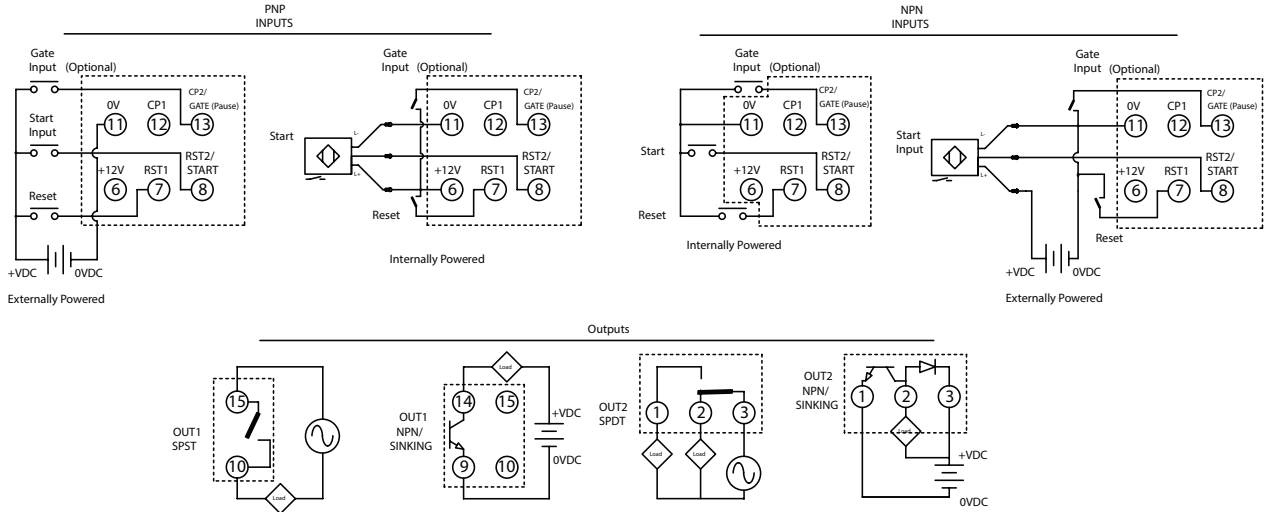 PNP
INPUTS
Gate
Input (Optional)
CP2/
GATE (Pause)
0V
CP1
11
12
13
Start
Input
+12V
RST1
RST2/
START
6
7
8
Reset
+VDC
0VDC
Externally Powered
Gate
Input (Optional)
CP2/
GATE (Pause)
0V
CP1
11
12
13
Start
L-
L+
+12V
RST1
RST2/
START
6
7
8
Reset
Internally Powered
NPN
INPUTS
Gate
Input (Optional)
CP2/
GATE (Pause)
0V
CP1
11
12
13
Start
+12V
RST1
RST2/
START
6
7
8
Reset
Internally Powered
Gate
Input (Optional)
CP2/
GATE (Pause)
0V
CP1
11
12
13
Start
Input
L-
L+
+12V
RST1
RST2/
START
6
7
8
Reset
+VDC
0VDC
Externally Powered
Outputs
15
OUT1
SPST
10
Load
Load
14
15
OUT1
NPN/
SINKING
+VDC
0VDC
9
10
OUT2
SPDT
1
2
3
Load
Load
OUT2
NPN/
SINKING
1
2
3
Load
+VDC
0VDC